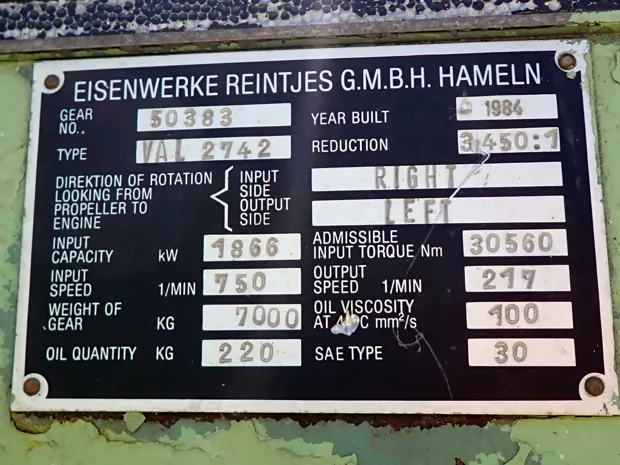 EISENWERKE REINTJES G.M.B.H. HAMELN
GEAR NO.. 50383
YEAR BUILT 1984
TYPE VAL 2742
REDUCTION 3,450:1
DIREKTION OF ROTATION
LOOKING FROM
PROPELLER TO
ENGINE
INPUT SIDE RIGHT
OUTPUT SIDE LEFT
INPUT CAPACITY kW 1866
ADMISSIBLE INPUT TORQUE Nm 30560
INPUT SPEED 1/MIN 750
OUTPUT SPEED 1/MIN 217
WEIGHT OF GEAR KG 7000
OIL VISCOSITY AT mm²/s 100
OIL QUANTITY KG 220
SAE TYPE 30